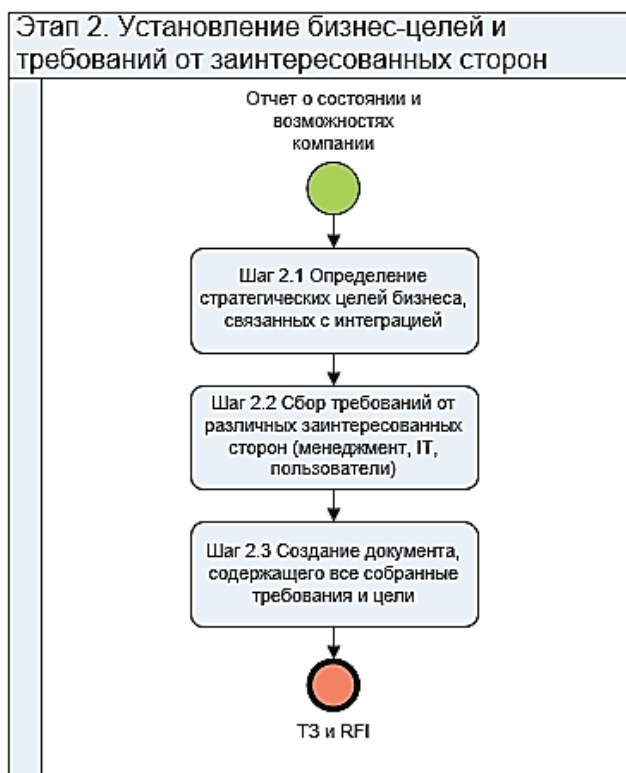 Этап 2. Установление бизнес-целей и
требований от заинтересованных сторон
Отчет о состоянии и
возможностях
компании
Шаг 2.1 Определение
стратегических целей бизнеса,
связанных с интеграцией
Шаг 2.2 Сбор требований от
различных заинтересованных
сторон (менеджмент, IT,
пользователи)
Шаг 2.3 Создание документа,
содержащего все собранные
требования и цели
ТЗ и RFI